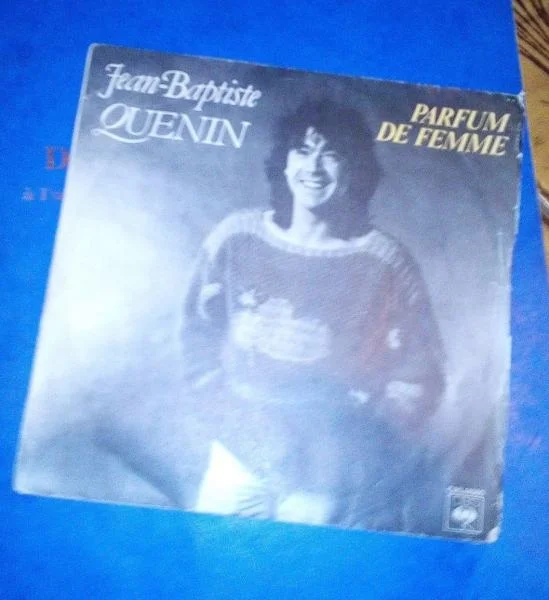 Jean-Baptiste
QUENIN
PARFUM
DE FEMME
à l'